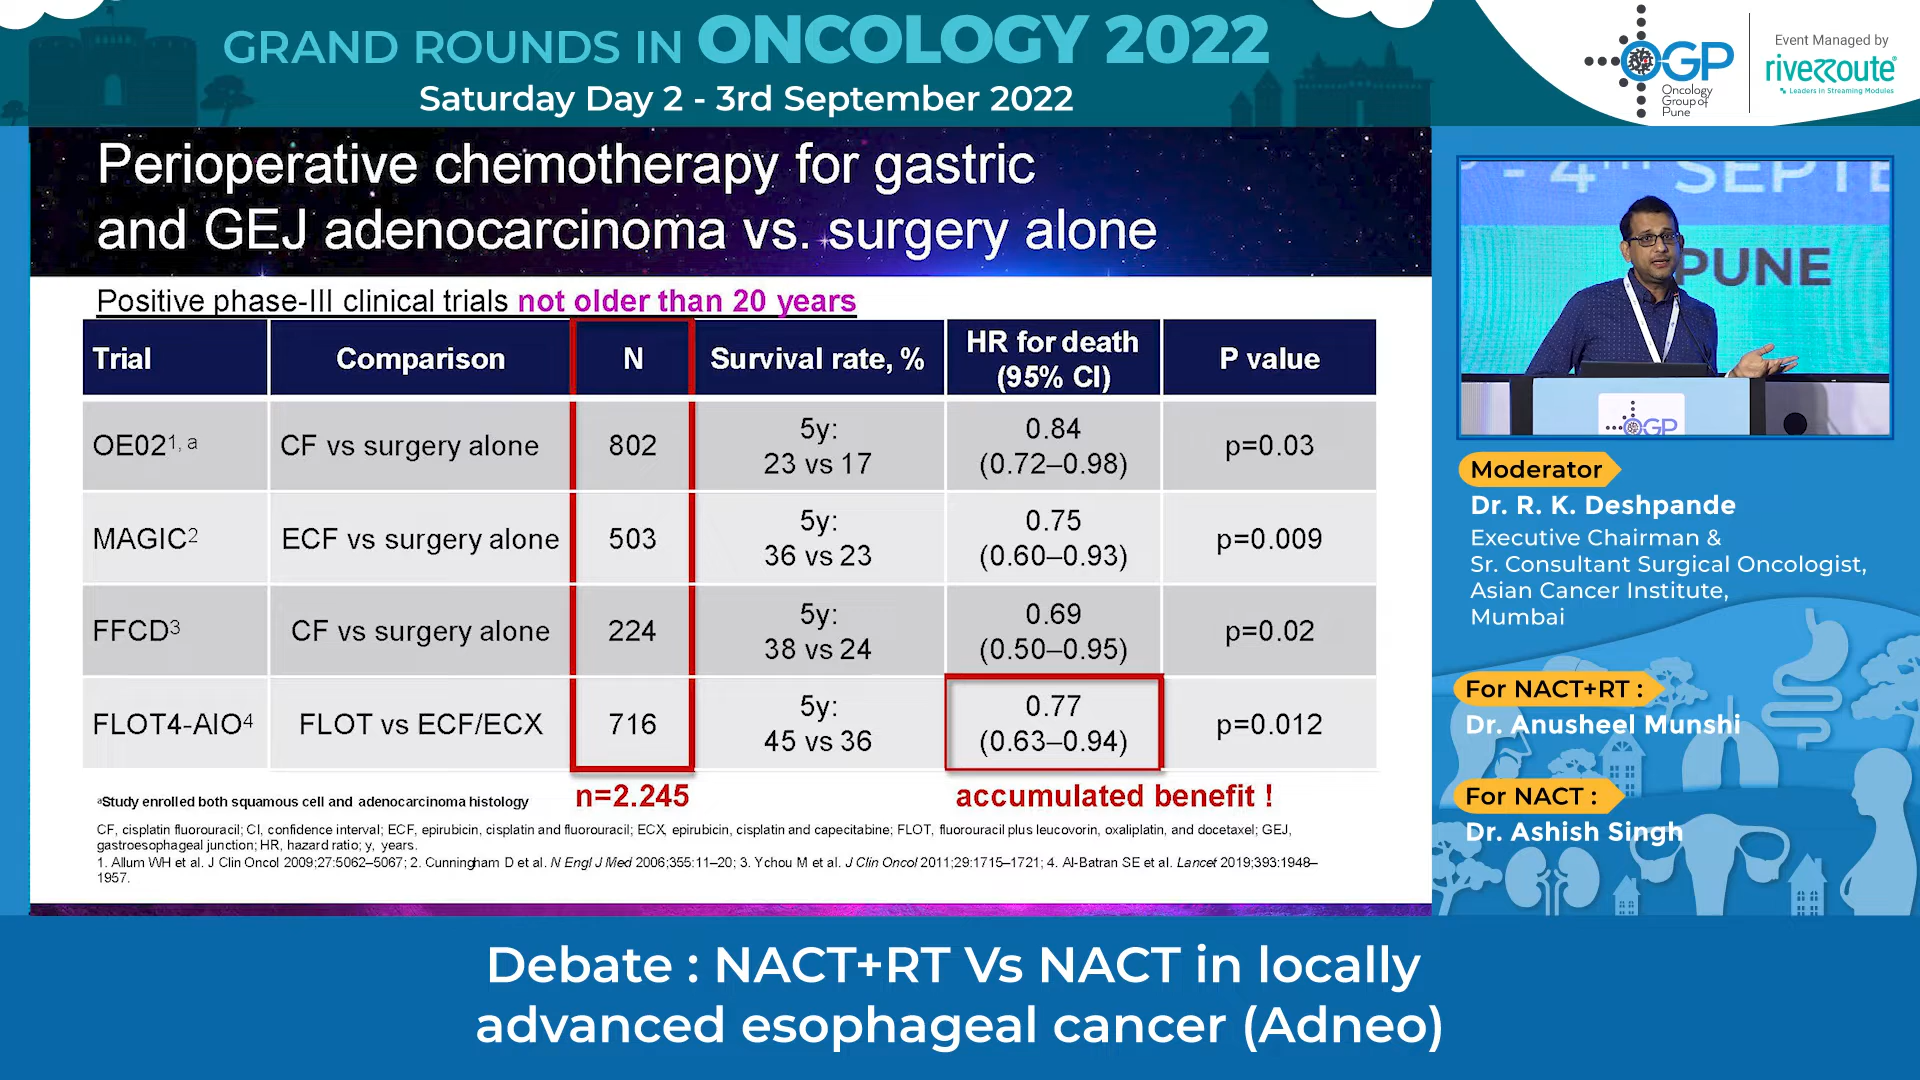 GRAND ROUNDS IN ONCOLOGY 2022
Saturday Day 2 - 3rd September 2022
OGP
Oncology
Group of
Pune
Event Managed by
riverroute
Leaders in Streaming Modules
Perioperative chemotherapy for gastric
and GEJ adenocarcinoma vs. surgery alone
Positive phase-III clinical trials not older than 20 years
Trial Comparison N Survival rate, % HR for death (95% CI) P value
OE02¹, ᵃ CF vs surgery alone 802 5y: 23 vs 17 0.84 (0.72–0.98) p=0.03
MAGIC² ECF vs surgery alone 503 5y: 36 vs 23 0.75 (0.60–0.93) p=0.009
FFCD³ CF vs surgery alone 224 5y: 38 vs 24 0.69 (0.50–0.95) p=0.02
FLOT4-AIO⁴ FLOT vs ECF/ECX 716 5y: 45 vs 36 0.77 (0.63–0.94) p=0.012
n=2.245 accumulated benefit !
ᵃStudy enrolled both squamous cell and adenocarcinoma histology
CF, cisplatin fluorouracil; CI, confidence interval; ECF, epirubicin, cisplatin and fluorouracil; ECX, epirubicin, cisplatin and capecitabine; FLOT, fluorouracil plus leucovorin, oxaliplatin, and docetaxel; GEJ,
gastroesophageal junction; HR, hazard ratio; y, years.
1. Allum WH et al. J Clin Oncol 2009;27:5062–5067; 2. Cunningham D et al. N Engl J Med 2006;355:11–20; 3. Ychou M et al. J Clin Oncol 2011;29:1715–1721; 4. Al-Batran SE et al. Lancet 2019;393:1948–
1957.
- 4th SEPTE
PUNE
OGP
Moderator
Dr. R. K. Deshpande
Executive Chairman &
Sr. Consultant Surgical Oncologist,
Asian Cancer Institute,
Mumbai
For NACT+RT :
Dr. Anusheel Munshi
For NACT :
Dr. Ashish Singh
Debate : NACT+RT Vs NACT in locally
advanced esophageal cancer (Adneo)